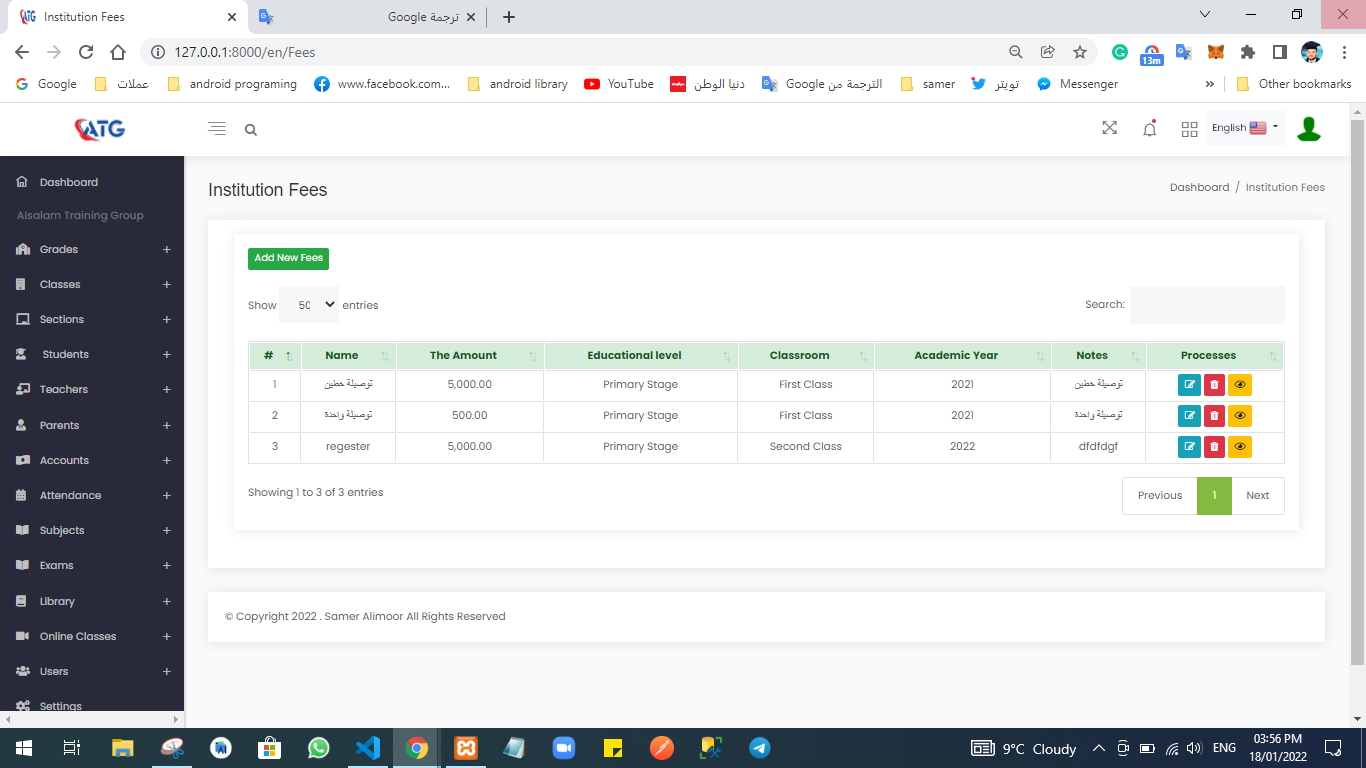 Institution Fees
ترجمة Google
127.0.0.1:8000/en/Fees
13m
Google
عملات
android programing
www.facebook.com...
android library
YouTube
دنيا الوطن
الترجمة من Google
samer
تويتر
Messenger
»
Other bookmarks
ATG
English
Dashboard
Alsalam Training Group
Grades +
Classes +
Sections +
Students +
Teachers +
Parents +
Accounts +
Attendance +
Subjects +
Exams +
Library +
Online Classes +
Users +
Settings
Institution Fees
Dashboard / Institution Fees
Add New Fees
Show 50 entries
Search:
# Name The Amount Educational level Classroom Academic Year Notes Processes
1 توصيلة خطين 5,000.00 Primary Stage First Class 2021 توصيلة خطين
2 توصيلة واحدة 500.00 Primary Stage First Class 2021 توصيلة واحدة
3 regester 5,000.00 Primary Stage Second Class 2022 dfdfdgf
Showing 1 to 3 of 3 entries
Previous 1 Next
© Copyright 2022 . Samer Alimoor All Rights Reserved
9°C Cloudy
ENG
03:56 PM
18/01/2022